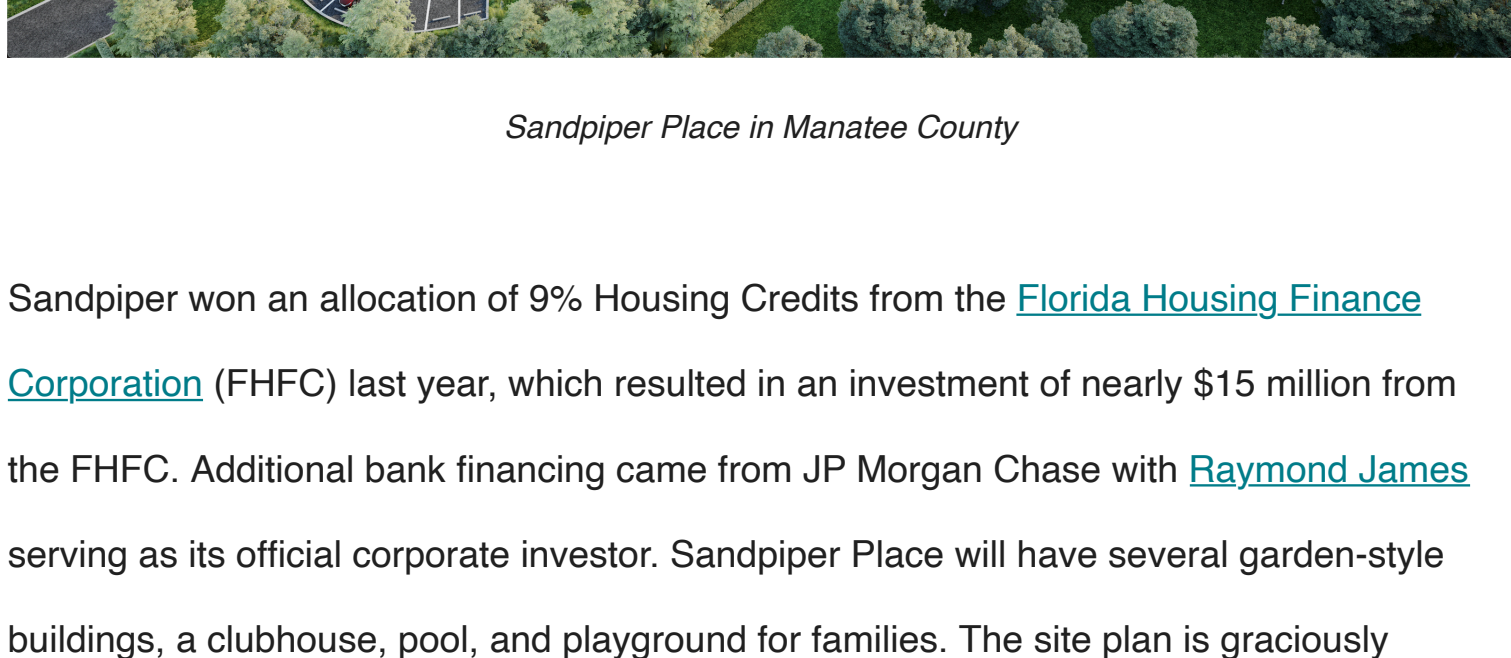 Sandpiper Place in Manatee County
Sandpiper won an allocation of 9% Housing Credits from the Florida Housing Finance
Corporation (FHFC) last year, which resulted in an investment of nearly $15 million from
the FHFC. Additional bank financing came from JP Morgan Chase with Raymond James
serving as its official corporate investor. Sandpiper Place will have several garden-style
buildings, a clubhouse, pool, and playground for families. The site plan is graciously